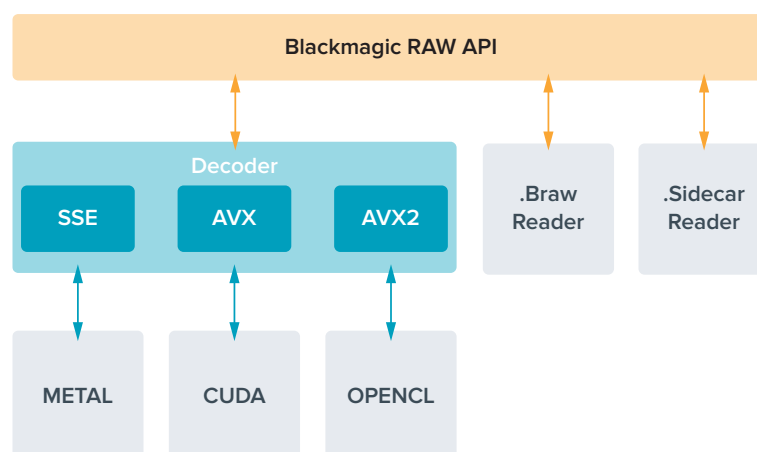 Blackmagic RAW API
Decoder
SSE
AVX
AVX2
.Braw
Reader
.Sidecar
Reader
METAL
CUDA
OPENCL